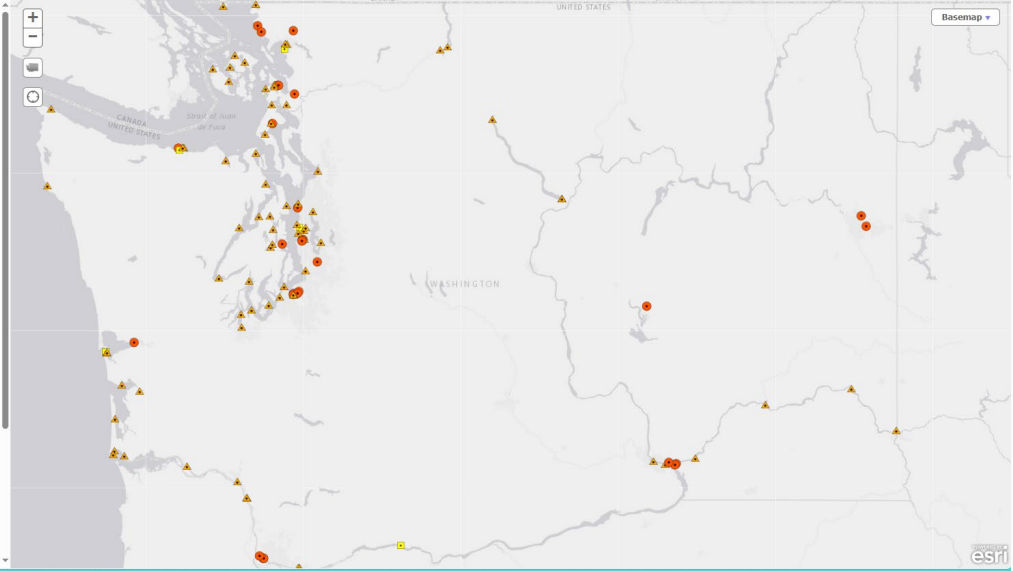 UNITED STATES
+
−
Basemap ▼
CANADA
UNITED STATES
Strait of Juan
de Fuca
WASHINGTON
esri